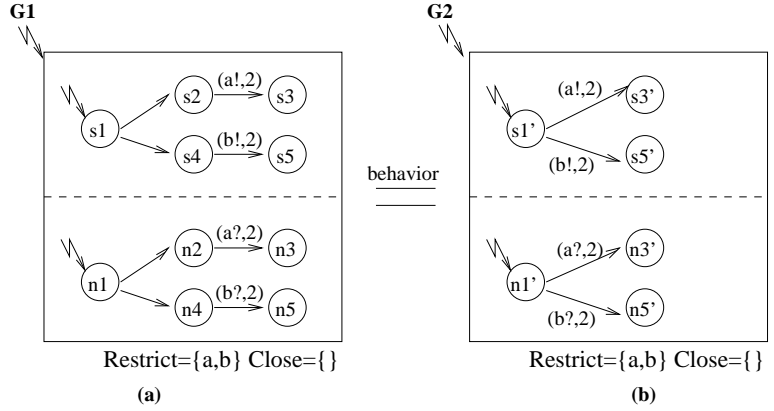 G1
G2
(a!,2)
s2
s3
s1
(b!,2)
s4
s5
(a!,2)
s3’
s1’
s5’
(b!,2)
behavior
(a?,2)
n2
n3
n1
(b?,2)
n4
n5
(a?,2)
n3’
n1’
n5’
(b?,2)
Restrict={a,b} Close={}
Restrict={a,b} Close={}
(a)
(b)